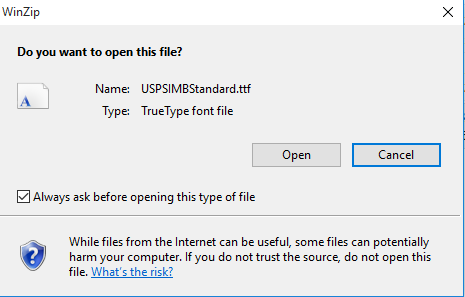 WinZip
Do you want to open this file?
Name: USPSIMBStandard.ttf
A
Type: TrueType font file
Open Cancel
Always ask before opening this type of file
While files from the Internet can be useful, some files can potentially
harm your computer. If you do not trust the source, do not open this
file. What's the risk?